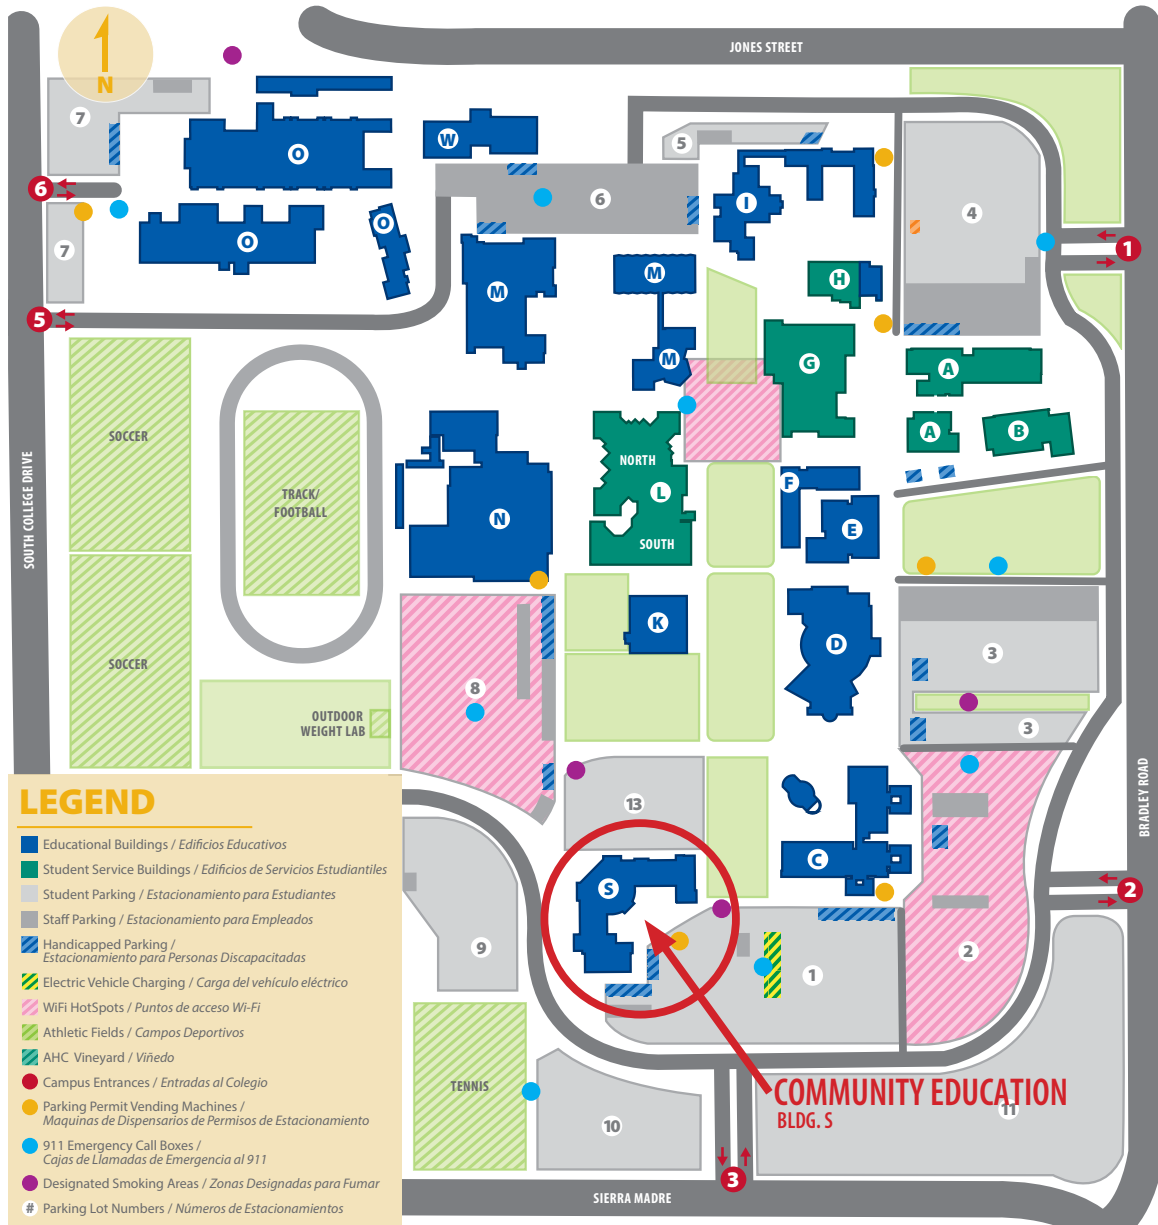 JONES STREET
N
7
O
W
5
6
I
4
6
O
O
7
M
M
H
1
5
M
G
A
A
B
SOCCER
TRACK/
FOOTBALL
NORTH
L
SOUTH
F
E
N
SOUTH COLLEGE DRIVE
K
D
3
3
SOCCER
8
OUTDOOR
WEIGHT LAB
13
BRADLEY ROAD
C
S
2
9
1
2
TENNIS
10
COMMUNITY EDUCATION
BLDG. S
11
3
SIERRA MADRE
LEGEND
Educational Buildings / Edificios Educativos
Student Service Buildings / Edificios de Servicios Estudiantiles
Student Parking / Estacionamiento para Estudiantes
Staff Parking / Estacionamiento para Empleados
Handicapped Parking /
Estacionamiento para Personas Discapacitadas
Electric Vehicle Charging / Carga del vehículo eléctrico
WiFi HotSpots / Puntos de acceso Wi-Fi
Athletic Fields / Campos Deportivos
AHC Vineyard / Viñedo
Campus Entrances / Entradas al Colegio
Parking Permit Vending Machines /
Maquinas de Dispensarios de Permisos de Estacionamiento
911 Emergency Call Boxes /
Cajas de Llamadas de Emergencia al 911
Designated Smoking Areas / Zonas Designadas para Fumar
# Parking Lot Numbers / Números de Estacionamientos